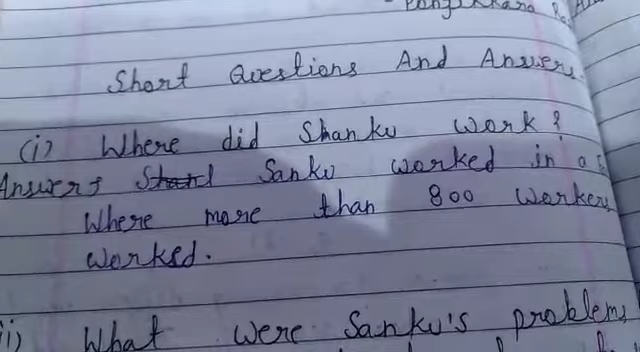 Short Questions And Answers.
(i) Where did Shanku work?
Answer:- Sanku worked in a
Where more than 800 workers
worked.
ii) What were Sanku's problems